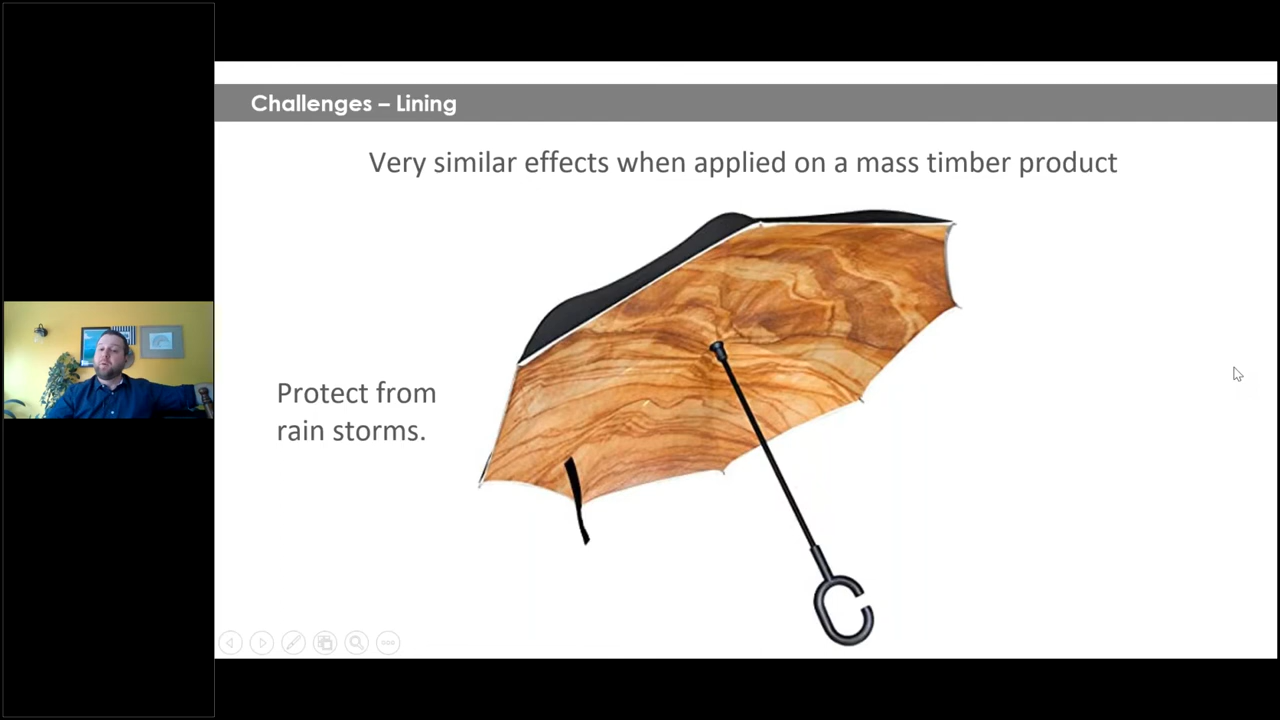 Challenges – Lining
Very similar effects when applied on a mass timber product
Protect from
rain storms.